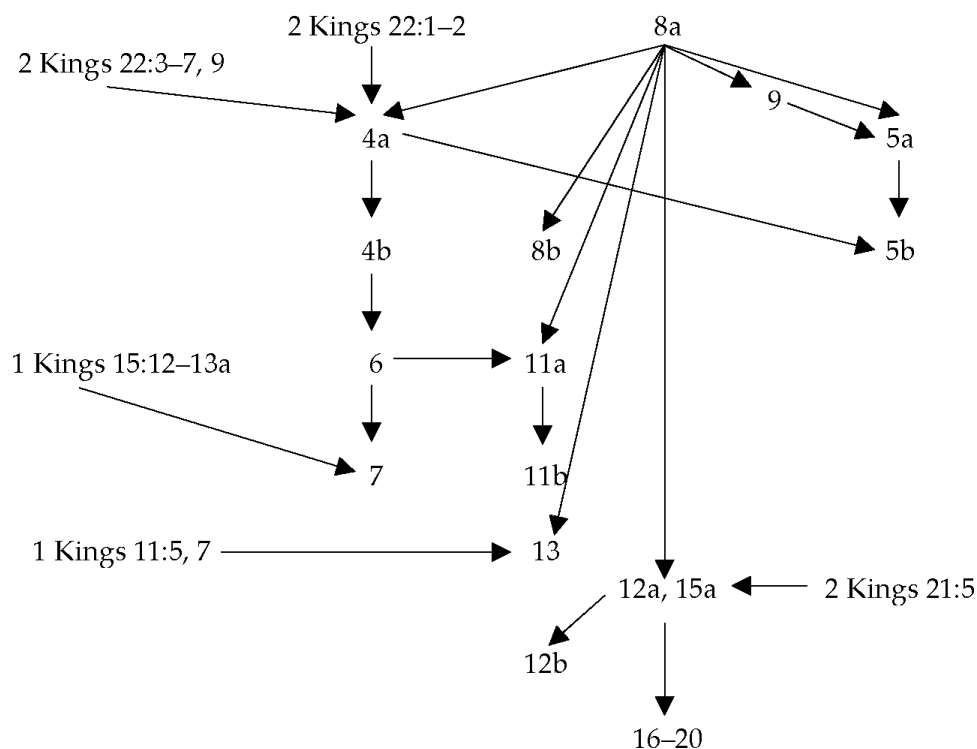 2 Kings 22:1–2
8a
2 Kings 22:3–7, 9
9
4a
5a
4b
8b
5b
1 Kings 15:12–13a
6
11a
7
11b
1 Kings 11:5, 7
13
12a, 15a
2 Kings 21:5
12b
16–20